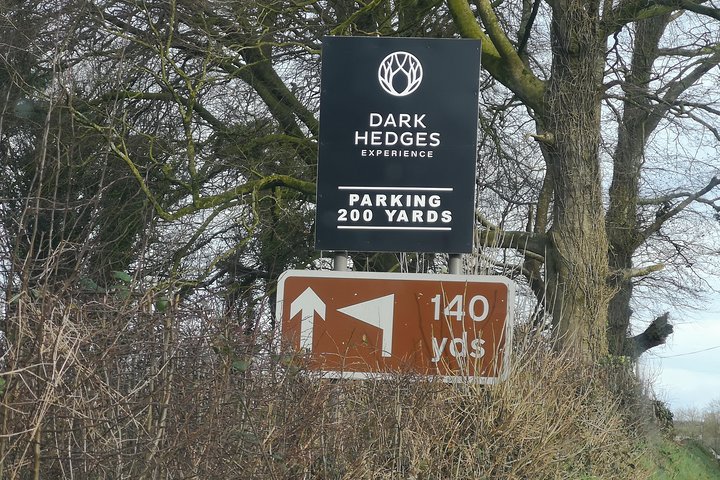 DARK
HEDGES
EXPERIENCE
PARKING
200 YARDS
140
yds